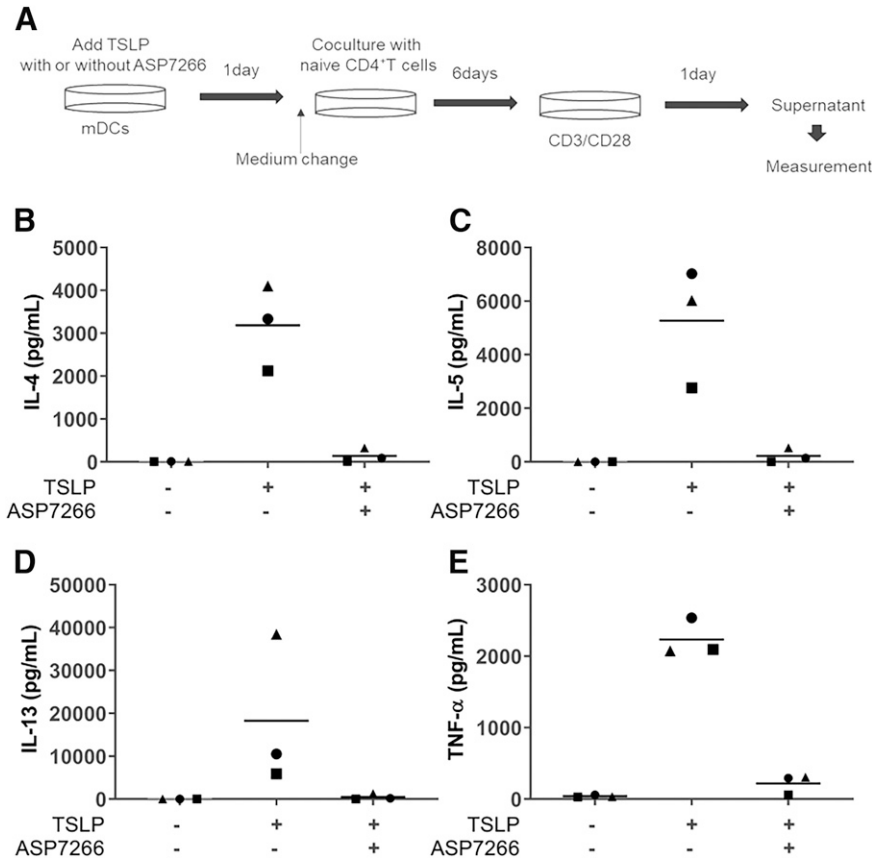 A
Add TSLP
with or without ASP7266
1day
Coculture with
naive CD4⁺T cells
6days
1day
mDCs
Medium change
CD3/CD28
Supernatant
Measurement
B
IL-4 (pg/mL)
5000
4000
3000
2000
1000
0
TSLP - + +
ASP7266 - - +
C
IL-5 (pg/mL)
8000
6000
4000
2000
0
TSLP - + +
ASP7266 - - +
D
IL-13 (pg/mL)
50000
40000
30000
20000
10000
0
TSLP - + +
ASP7266 - - +
E
TNF-α (pg/mL)
3000
2000
1000
0
TSLP - + +
ASP7266 - - +